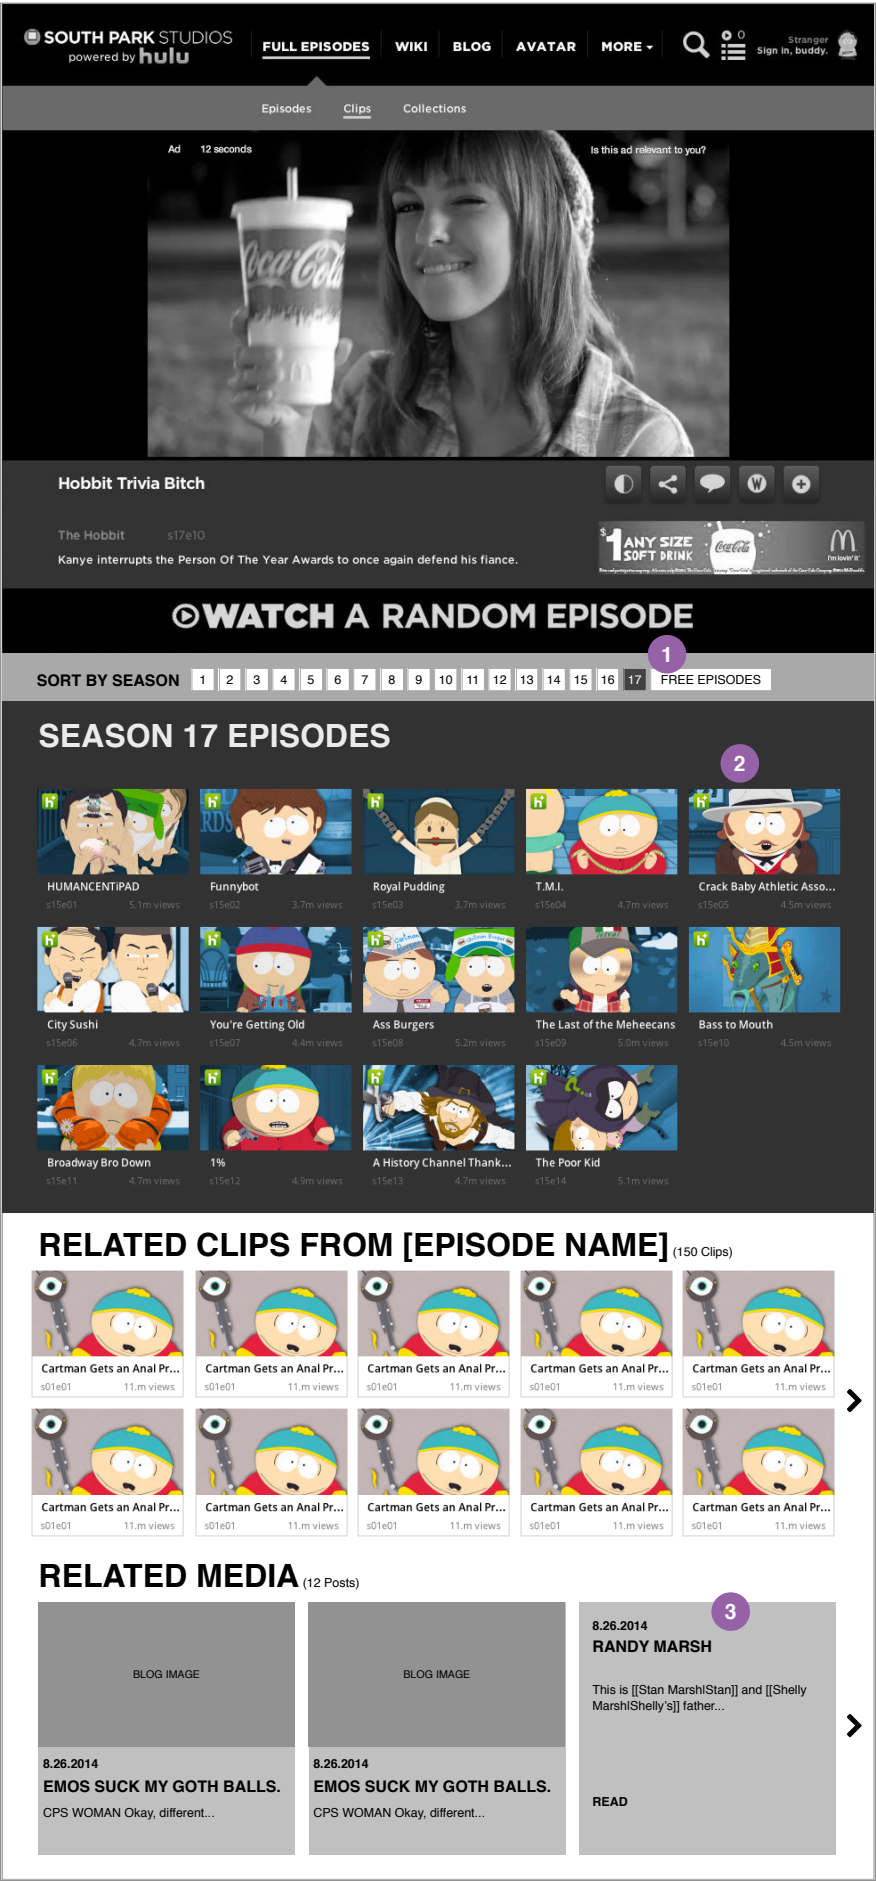 SOUTH PARK STUDIOS
powered by hulu
FULL EPISODES WIKI BLOG AVATAR MORE
0
Stranger
Sign in, buddy.
Episodes Clips Collections
Ad 12 seconds Is this ad relevant to you?
Coca-Cola
Hobbit Trivia Bitch
W
The Hobbit s17e10
Kanye interrupts the Person Of The Year Awards to once again defend his fiance.
$1 ANY SIZE
SOFT DRINK
Coca-Cola
i'm lovin' it
WATCH A RANDOM EPISODE
1
SORT BY SEASON 1 2 3 4 5 6 7 8 9 10 11 12 13 14 15 16 17 FREE EPISODES
SEASON 17 EPISODES
2
h+ h+ h+ h+ h+
RDS
HUMANCENTiPAD Funnybot Royal Pudding T.M.I. Crack Baby Athletic Asso...
s15e01 5.1m views s15e02 3.7m views s15e03 3.7m views s15e04 4.7m views s15e05 4.5m views
h+ h+ h+ h+
City Sushi You're Getting Old Ass Burgers The Last of the Meheecans Bass to Mouth
s15e06 4.7m views s15e07 4.4m views s15e08 5.2m views s15e09 5.0m views s15e10 4.5m views
h+ h+ h+ h+
Broadway Bro Down 1% A History Channel Thank... The Poor Kid
s15e11 4.7m views s15e12 4.9m views s15e13 4.7m views s15e14 5.1m views
RELATED CLIPS FROM [EPISODE NAME] (150 Clips)
Cartman Gets an Anal Pr... Cartman Gets an Anal Pr... Cartman Gets an Anal Pr... Cartman Gets an Anal Pr... Cartman Gets an Anal Pr...
s01e01 11.m views s01e01 11.m views s01e01 11.m views s01e01 11.m views s01e01 11.m views
Cartman Gets an Anal Pr... Cartman Gets an Anal Pr... Cartman Gets an Anal Pr... Cartman Gets an Anal Pr... Cartman Gets an Anal Pr...
s01e01 11.m views s01e01 11.m views s01e01 11.m views s01e01 11.m views s01e01 11.m views
RELATED MEDIA (12 Posts)
BLOG IMAGE
8.26.2014
EMOS SUCK MY GOTH BALLS.
CPS WOMAN Okay, different...
BLOG IMAGE
8.26.2014
EMOS SUCK MY GOTH BALLS.
CPS WOMAN Okay, different...
3
8.26.2014
RANDY MARSH
This is [[Stan Marsh|Stan]] and [[Shelly
Marsh|Shelly's]] father...
READ